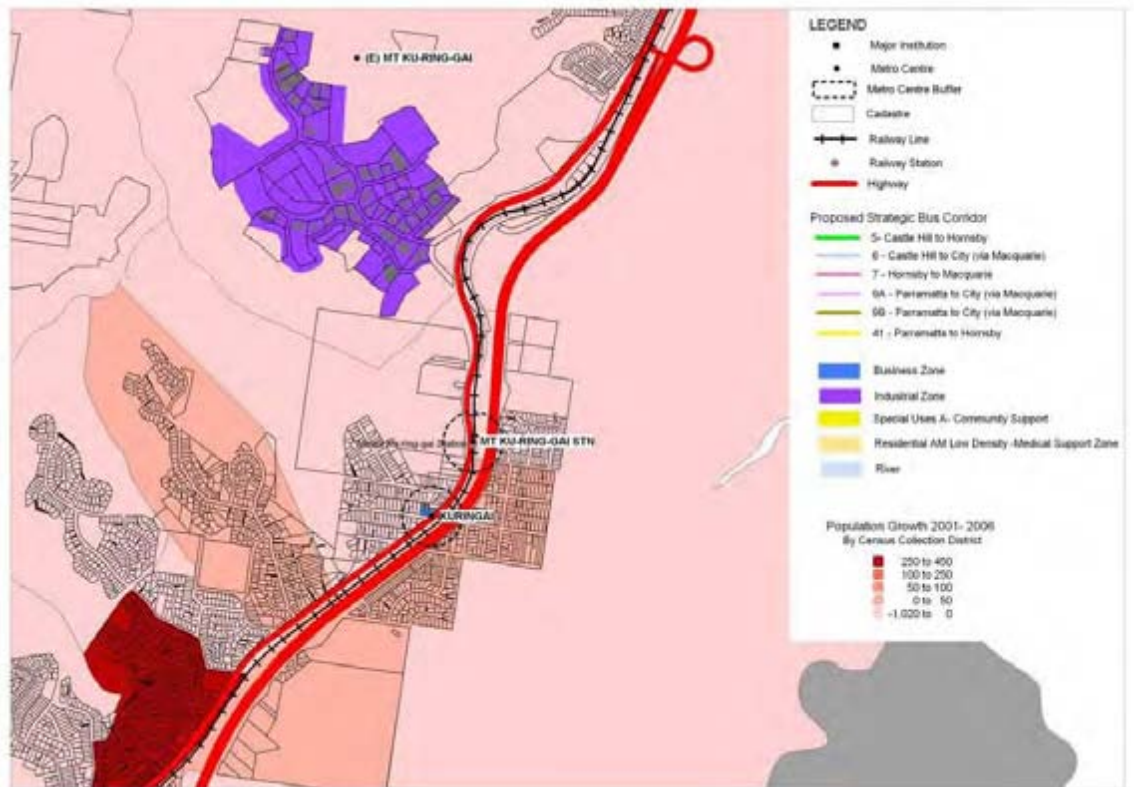 (E) MT KU-RING-GAI
MT KU-RING-GAI STN
KURINGAI
LEGEND
Major Institution
Metro Centre
Metro Centre Buffer
Cadastre
Railway Line
Railway Station
Highway
Proposed Strategic Bus Corridor
5- Castle Hill to Hornsby
6 - Castle Hill to City (via Macquarie)
7 - Hornsby to Macquarie
9A - Parramatta to City (via Macquarie)
9B - Parramatta to City (via Macquarie)
41 - Parramatta to Hornsby
Business Zone
Industrial Zone
Special Uses A- Community Support
Residential AM Low Density -Medical Support Zone
River
Population Growth 2001- 2006
By Census Collection District
250 to 450
100 to 250
50 to 100
0 to 50
-1,020 to 0